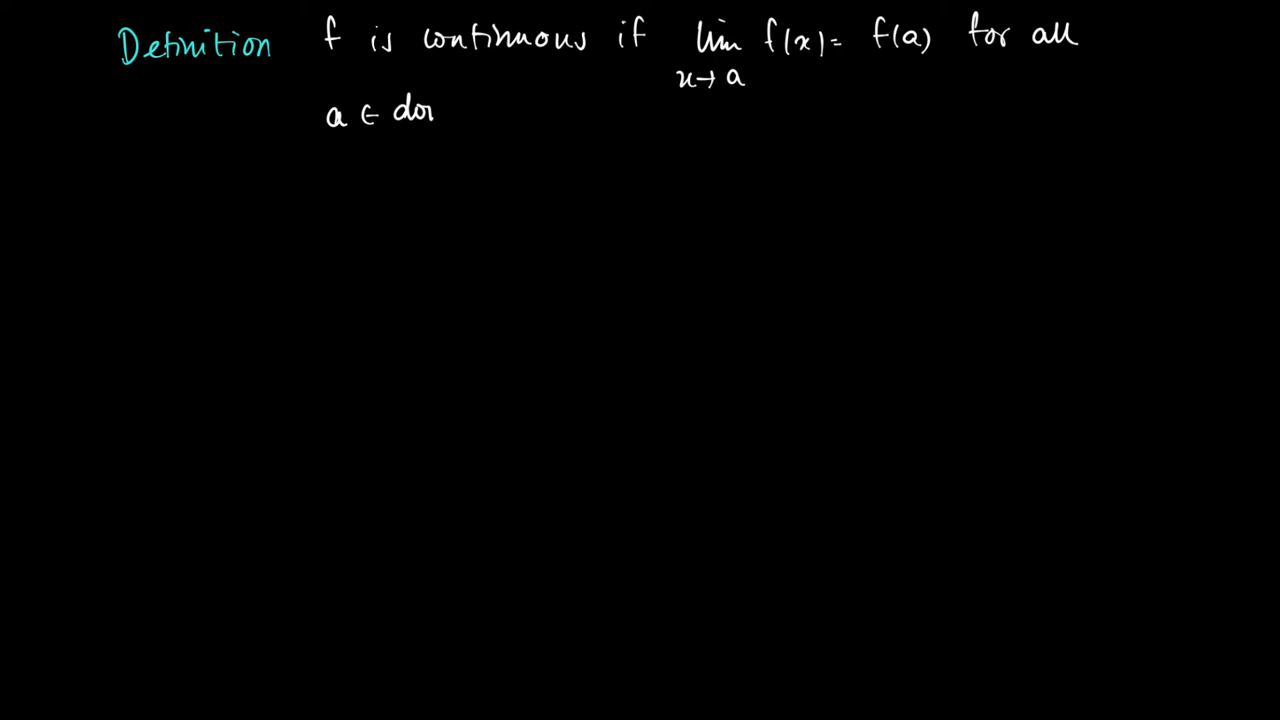 Definition f is continuous if lim f(x) = f(a) for all
x→a
a ∈ dom